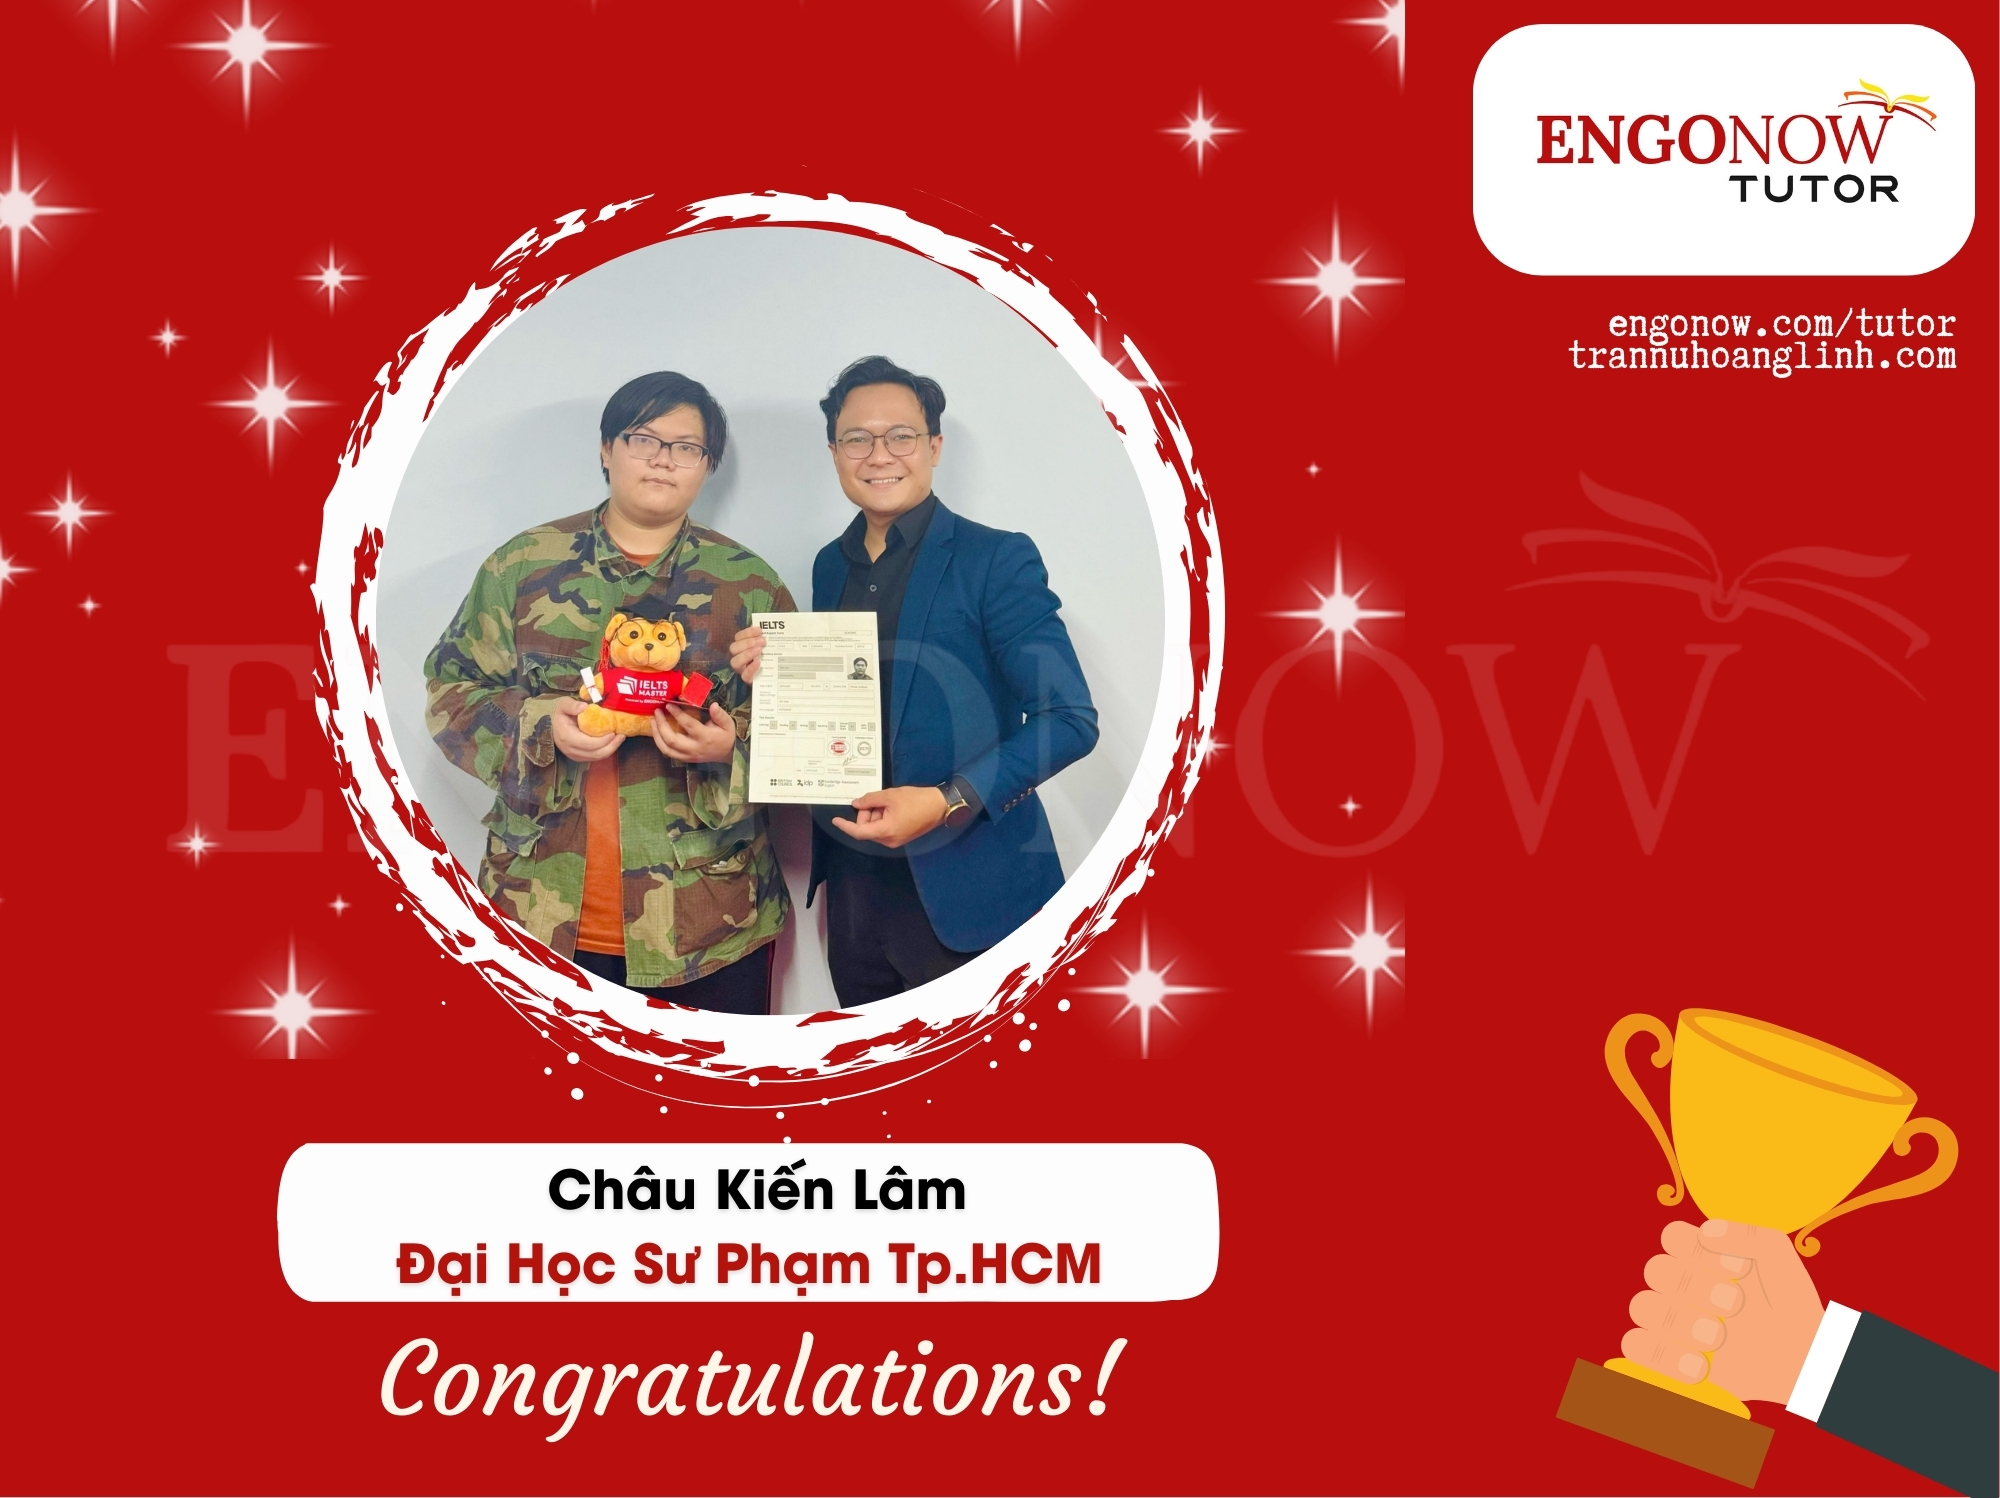 ENGONOW
TUTOR
engonow.com/tutor
trannuhoanglinh.com
IELTS
IELTS
MASTER
ENGONOW
Châu Kiến Lâm
Đại Học Sư Phạm Tp.HCM
Congratulations!